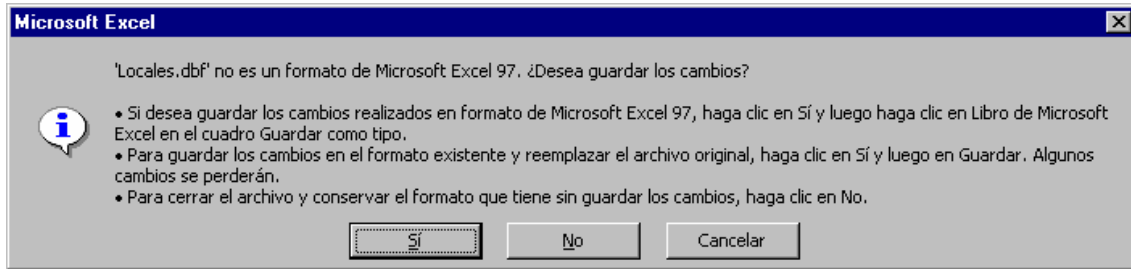 Microsoft Excel
'Locales.dbf' no es un formato de Microsoft Excel 97. ¿Desea guardar los cambios?
• Si desea guardar los cambios realizados en formato de Microsoft Excel 97, haga clic en Sí y luego haga clic en Libro de Microsoft
Excel en el cuadro Guardar como tipo.
• Para guardar los cambios en el formato existente y reemplazar el archivo original, haga clic en Sí y luego en Guardar. Algunos
cambios se perderán.
• Para cerrar el archivo y conservar el formato que tiene sin guardar los cambios, haga clic en No.
Sí No Cancelar